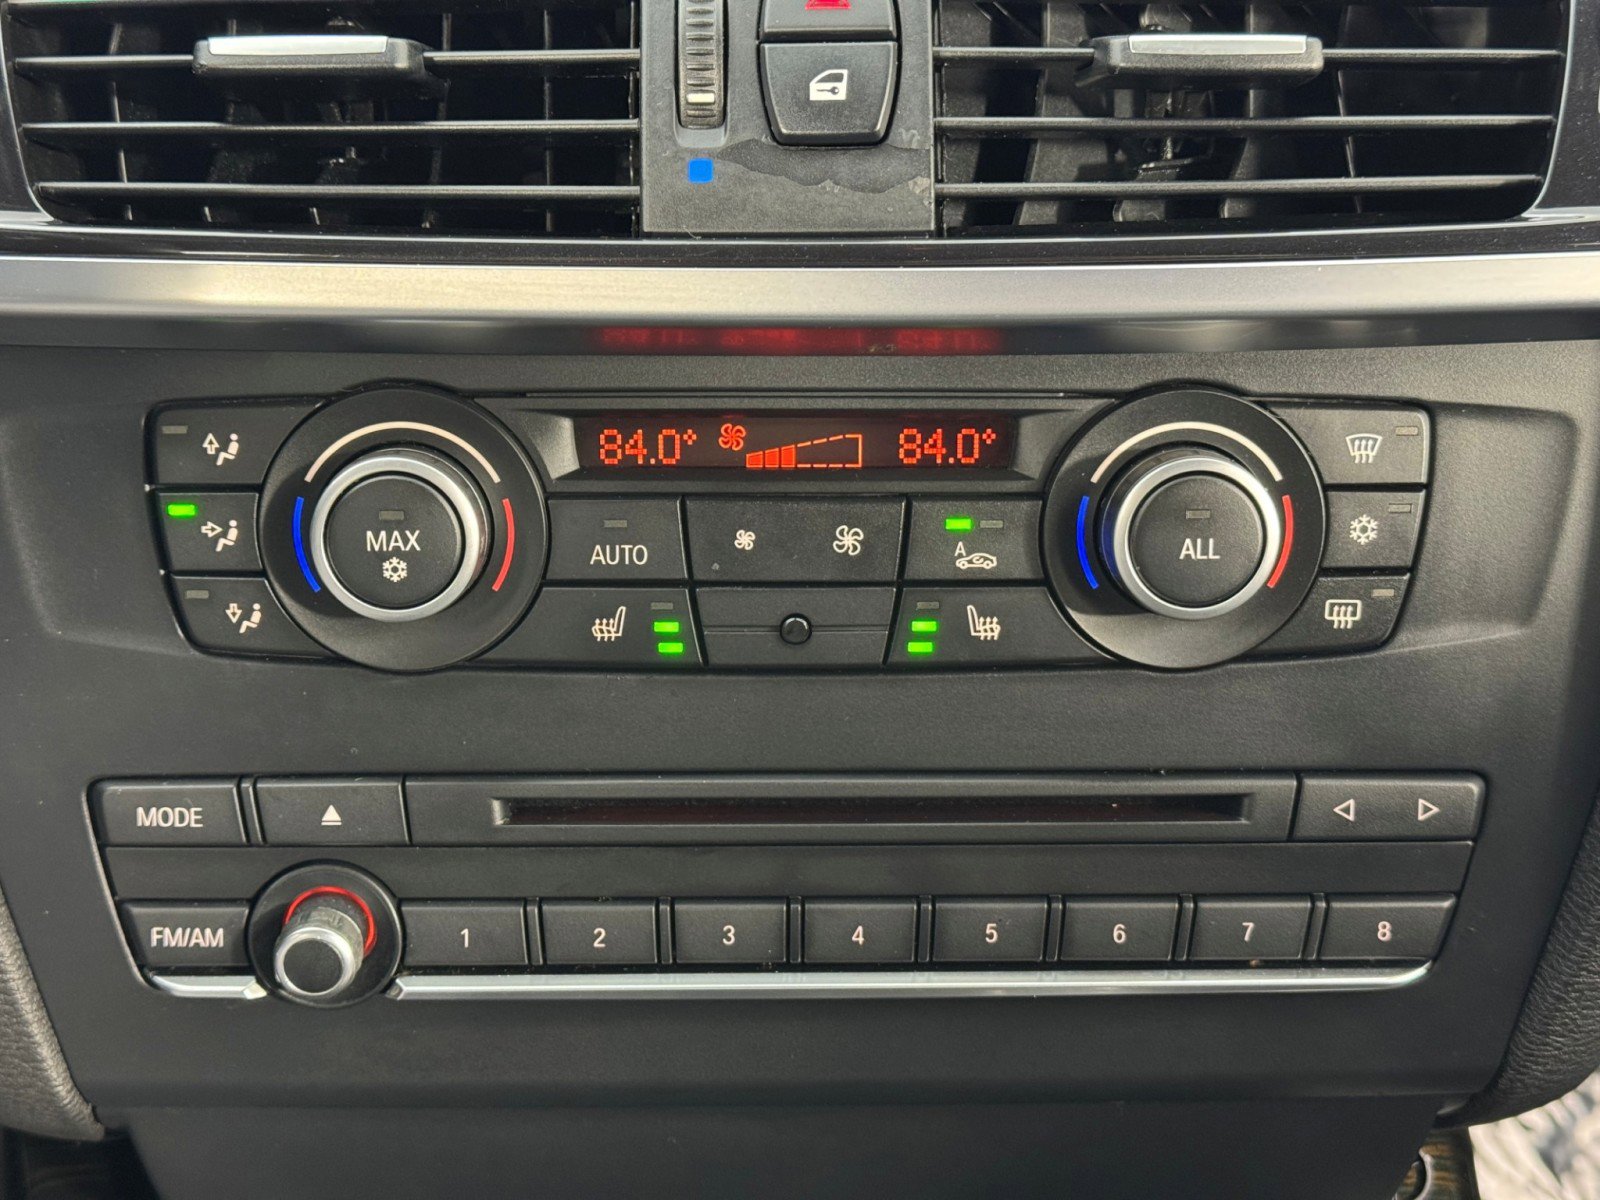 84.0° 84.0°
MAX
AUTO
A
ALL
MODE
FM/AM
1 2 3 4 5 6 7 8